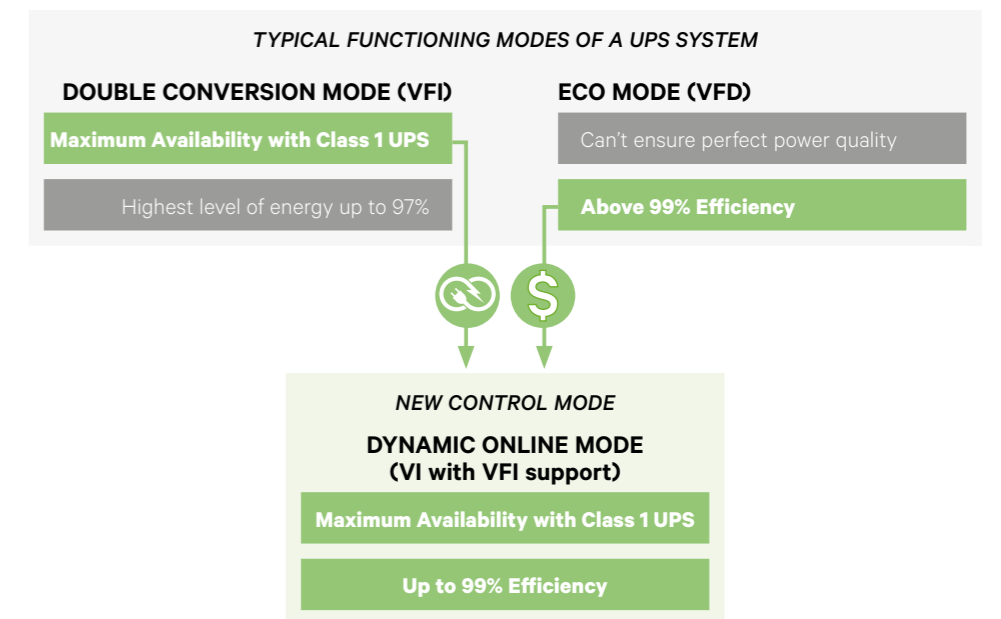 TYPICAL FUNCTIONING MODES OF A UPS SYSTEM
DOUBLE CONVERSION MODE (VFI)
Maximum Availability with Class 1 UPS
Highest level of energy up to 97%
ECO MODE (VFD)
Can't ensure perfect power quality
Above 99% Efficiency
$
NEW CONTROL MODE
DYNAMIC ONLINE MODE
(VI with VFI support)
Maximum Availability with Class 1 UPS
Up to 99% Efficiency